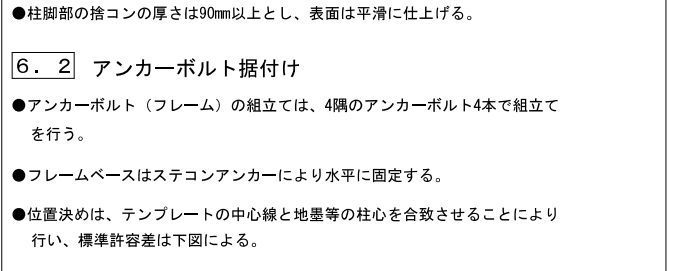 ●柱脚部の捨コンの厚さは90㎜以上とし、表面は平滑に仕上げる。
6．2 アンカーボルト据付け
●アンカーボルト（フレーム）の組立ては、4隅のアンカーボルト4本で組立て
を行う。
●フレームベースはステコンアンカーにより水平に固定する。
●位置決めは、テンプレートの中心線と地墨等の柱心を合致させることにより
行い、標準許容差は下図による。